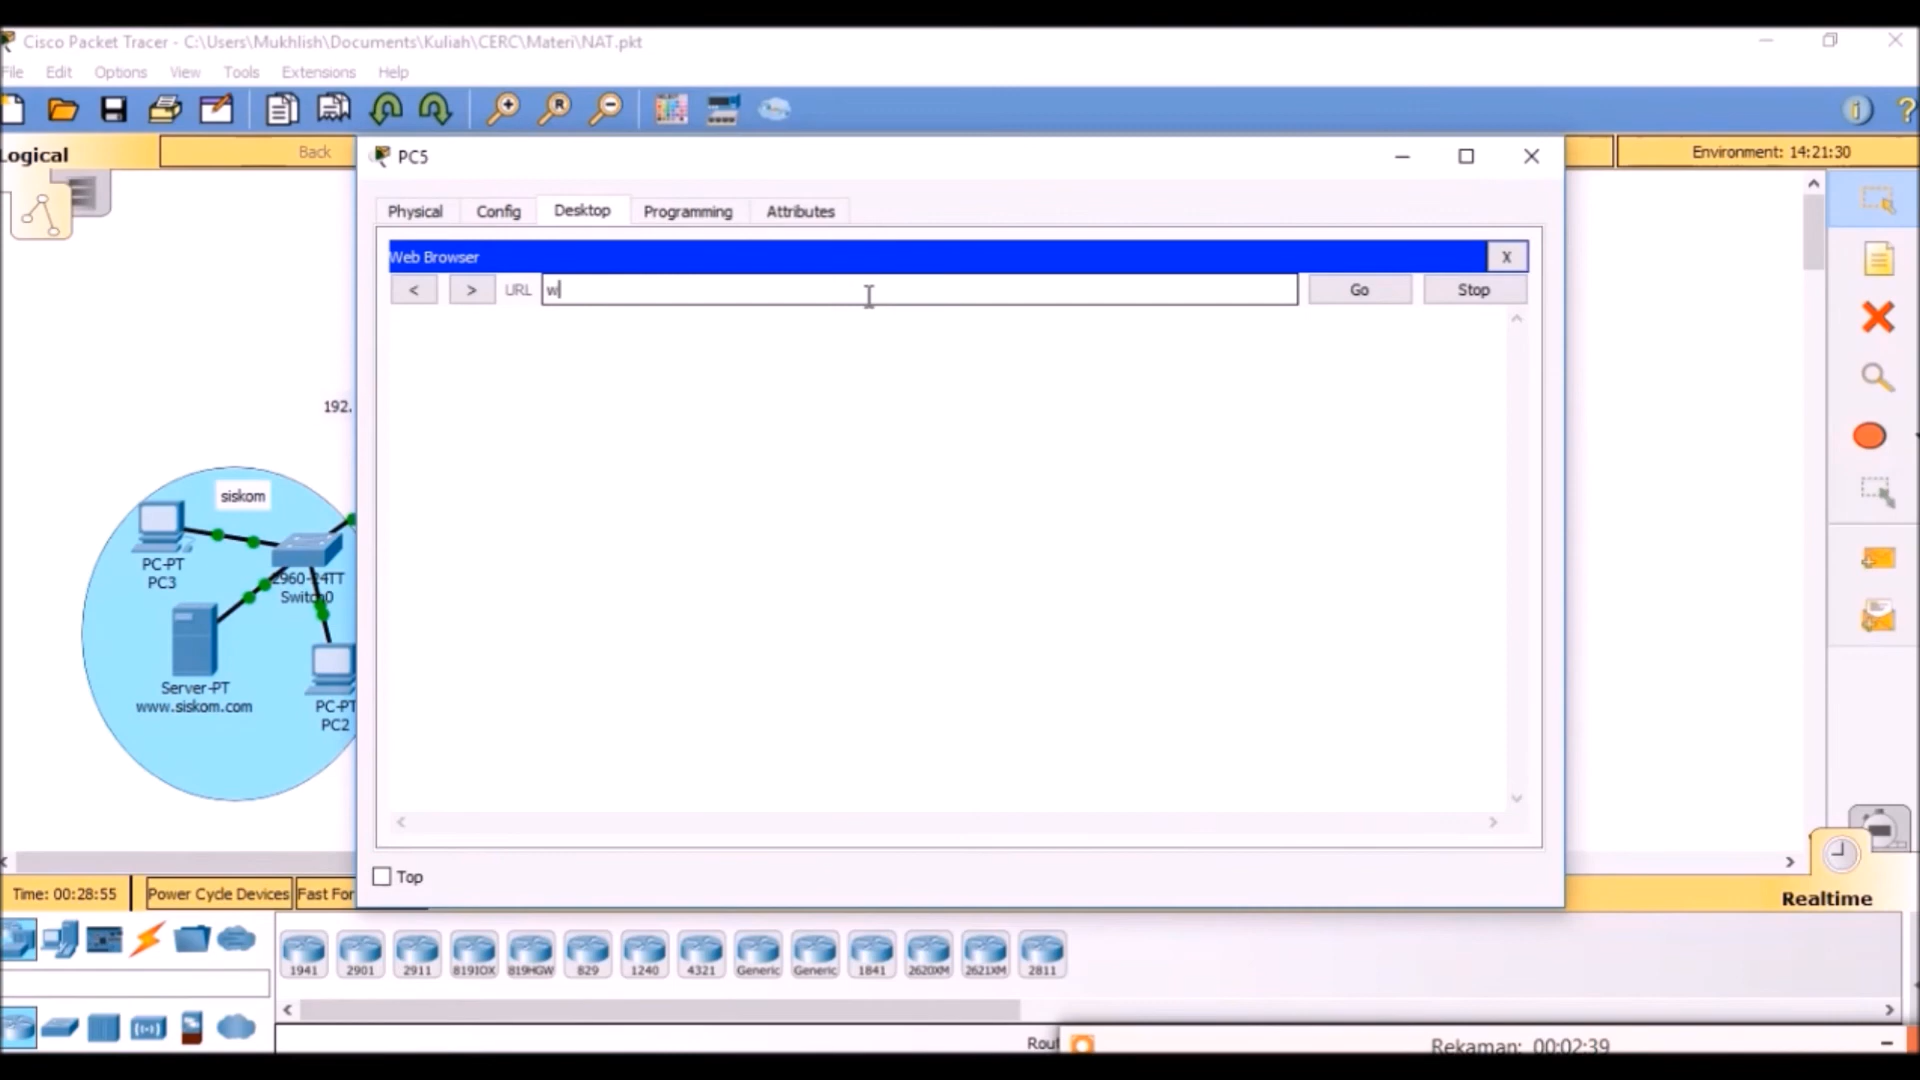 Cisco Packet Tracer - C:\Users\Mukhlish\Documents\Kuliah\CERC\Materi\NAT.pkt
File Edit Options View Tools Extensions Help
Logical
Back
Environment: 14:21:30
PC5
Physical Config Desktop Programming Attributes
Web Browser
X
< > URL w Go Stop
192.
siskom
PC-PT
PC3
2960-24TT
Switch0
Server-PT
www.siskom.com
PC-PT
PC2
Top
Time: 00:28:55 Power Cycle Devices Fast For
Realtime
1941 2901 2911 819IOX 819HGW 829 1240 4321 Generic Generic 1841 2620XM 2621XM 2811
Rout
Rekaman: 00:02:39